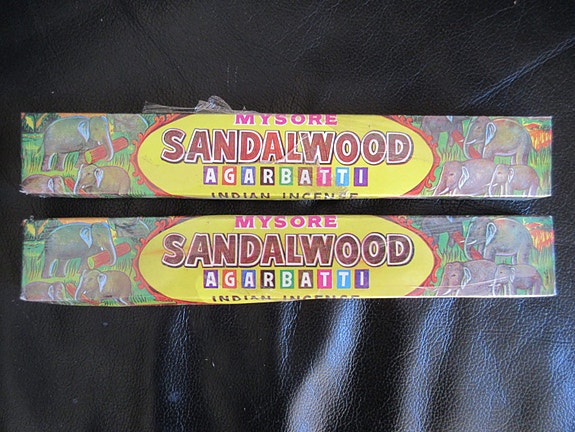 MYSORE
SANDALWOOD
AGARBATTI
INDIAN INCENSE
MYSORE
SANDALWOOD
AGARBATTI
INDIAN INCENSE